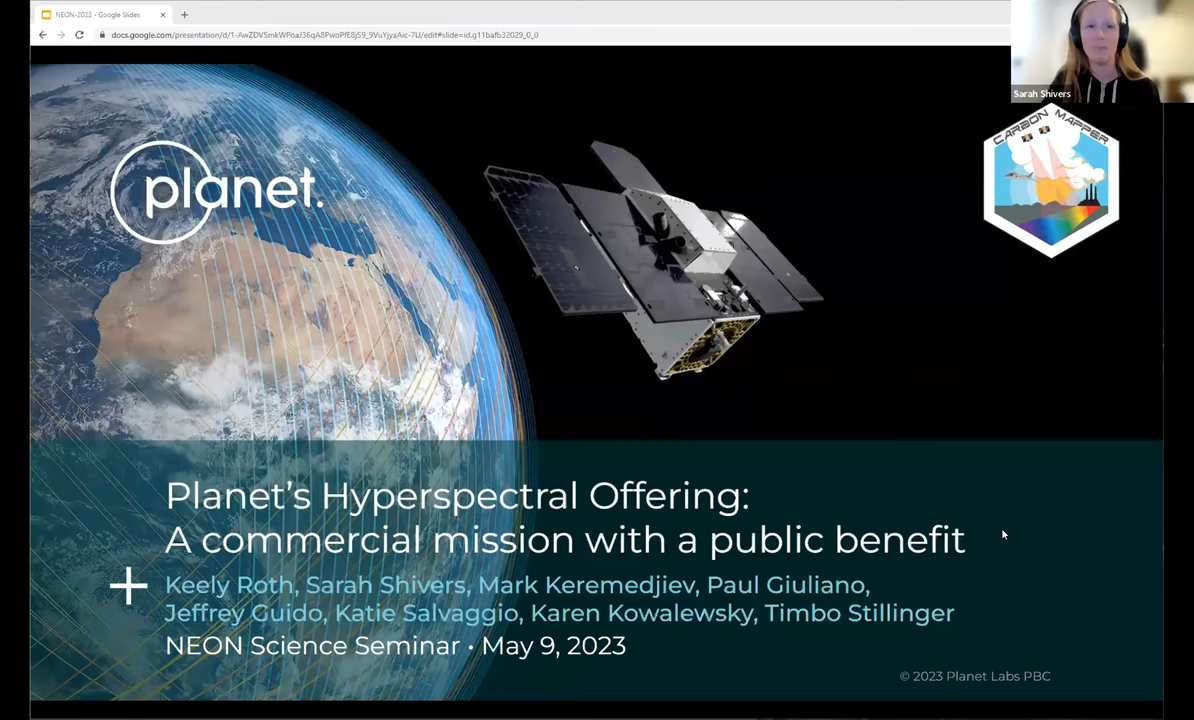 NEON-2023 - Google Slides
docs.google.com/presentation/d/1-AwZDVSmkWPoaJ36qA8PwoPfE8jS9_9VuYjyaAic-7U/edit#slide=id.g11bafb32029_0_0
Sarah Shivers
CARBON MAPPER
planet.
Planet's Hyperspectral Offering:
A commercial mission with a public benefit
Keely Roth, Sarah Shivers, Mark Keremedjiev, Paul Giuliano,
Jeffrey Guido, Katie Salvaggio, Karen Kowalewsky, Timbo Stillinger
NEON Science Seminar • May 9, 2023
© 2023 Planet Labs PBC